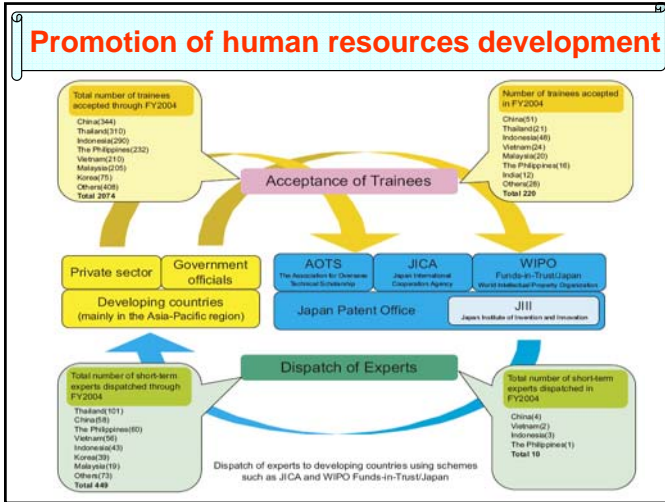 Promotion of human resources development
Total number of trainees
accepted through FY2004
China(344)
Thailand(310)
Indonesia(290)
The Philippines(232)
Vietnam(210)
Malaysia(205)
Korea(75)
Others(408)
Total 2074
Number of trainees accepted
in FY2004
China(51)
Thailand(21)
Indonesia(48)
Vietnam(24)
Malaysia(20)
The Philippines(16)
India(12)
Others(28)
Total 220
Acceptance of Trainees
Private sector
Government
officials
Developing countries
(mainly in the Asia-Pacific region)
AOTS
The Association for Overseas
Technical Scholarship
JICA
Japan International
Cooperation Agency
WIPO
Funds-in-Trust/Japan
World Intellectual Property Organization
Japan Patent Office
JIII
Japan Institute of Invention and Innovation
Dispatch of Experts
Total number of short-term
experts dispatched through
FY2004
Thailand(101)
China(58)
The Philippines(60)
Vietnam(56)
Indonesia(43)
Korea(39)
Malaysia(19)
Others(73)
Total 449
Total number of short-term
experts dispatched in
FY2004
China(4)
Vietnam(2)
Indonesia(3)
The Philippines(1)
Total 10
Dispatch of experts to developing countries using schemes
such as JICA and WIPO Funds-in-Trust/Japan